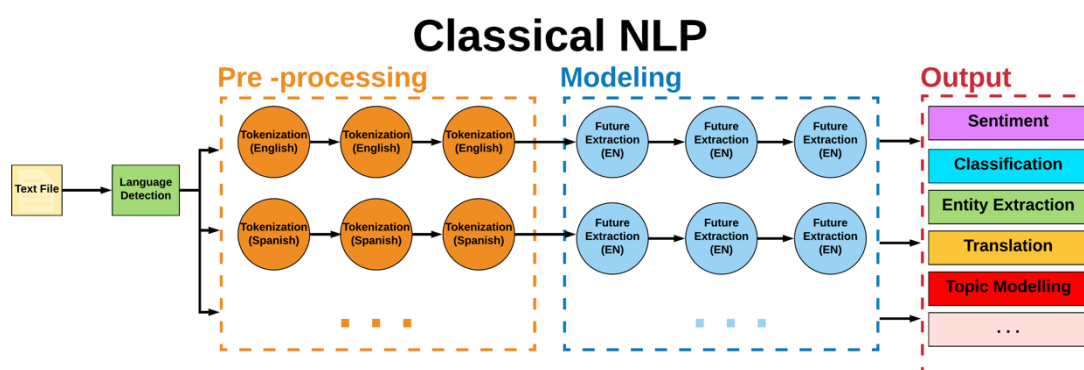 Classical NLP
Pre -processing
Modeling
Output
Text File
Language
Detection
Tokenization
(English)
Tokenization
(English)
Tokenization
(English)
Future
Extraction
(EN)
Future
Extraction
(EN)
Future
Extraction
(EN)
Tokenization
(Spanish)
Tokenization
(Spanish)
Tokenization
(Spanish)
Future
Extraction
(EN)
Future
Extraction
(EN)
Future
Extraction
(EN)
Sentiment
Classification
Entity Extraction
Translation
Topic Modelling
. . .